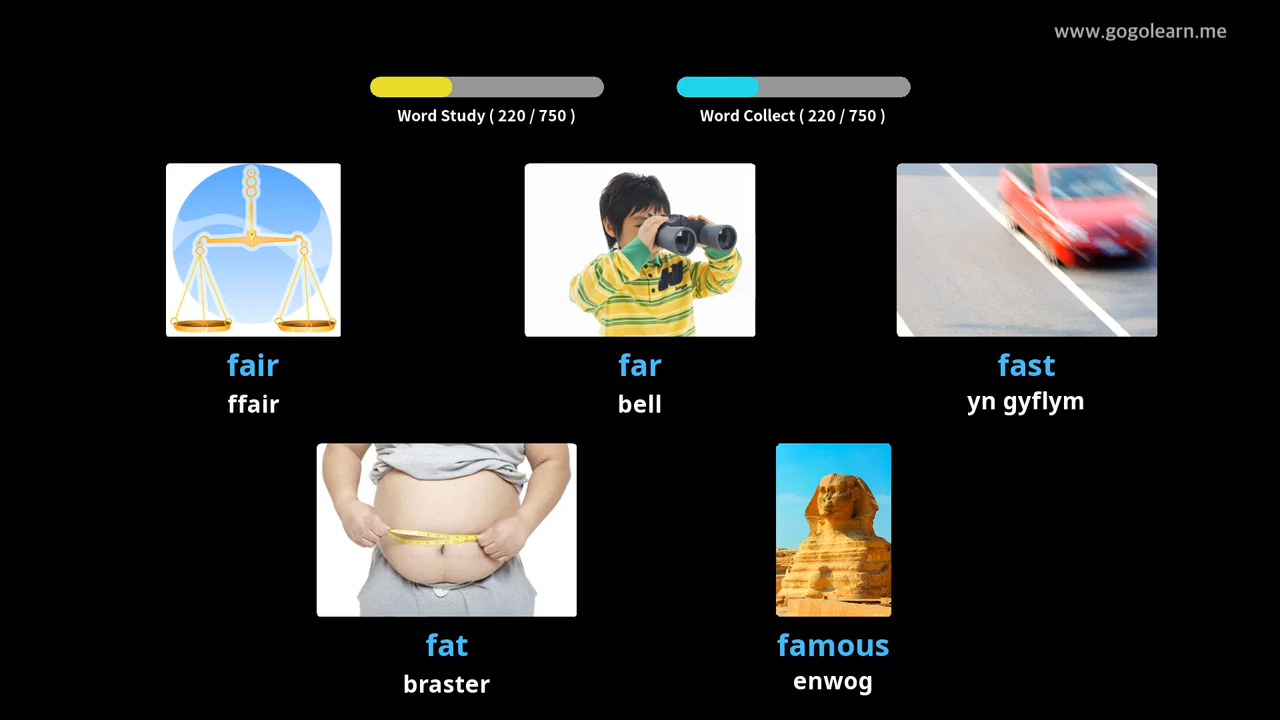 www.gogolearn.me
Word Study ( 220 / 750 )
Word Collect ( 220 / 750 )
fair
ffair
far
bell
fast
yn gyflym
fat
braster
famous
enwog